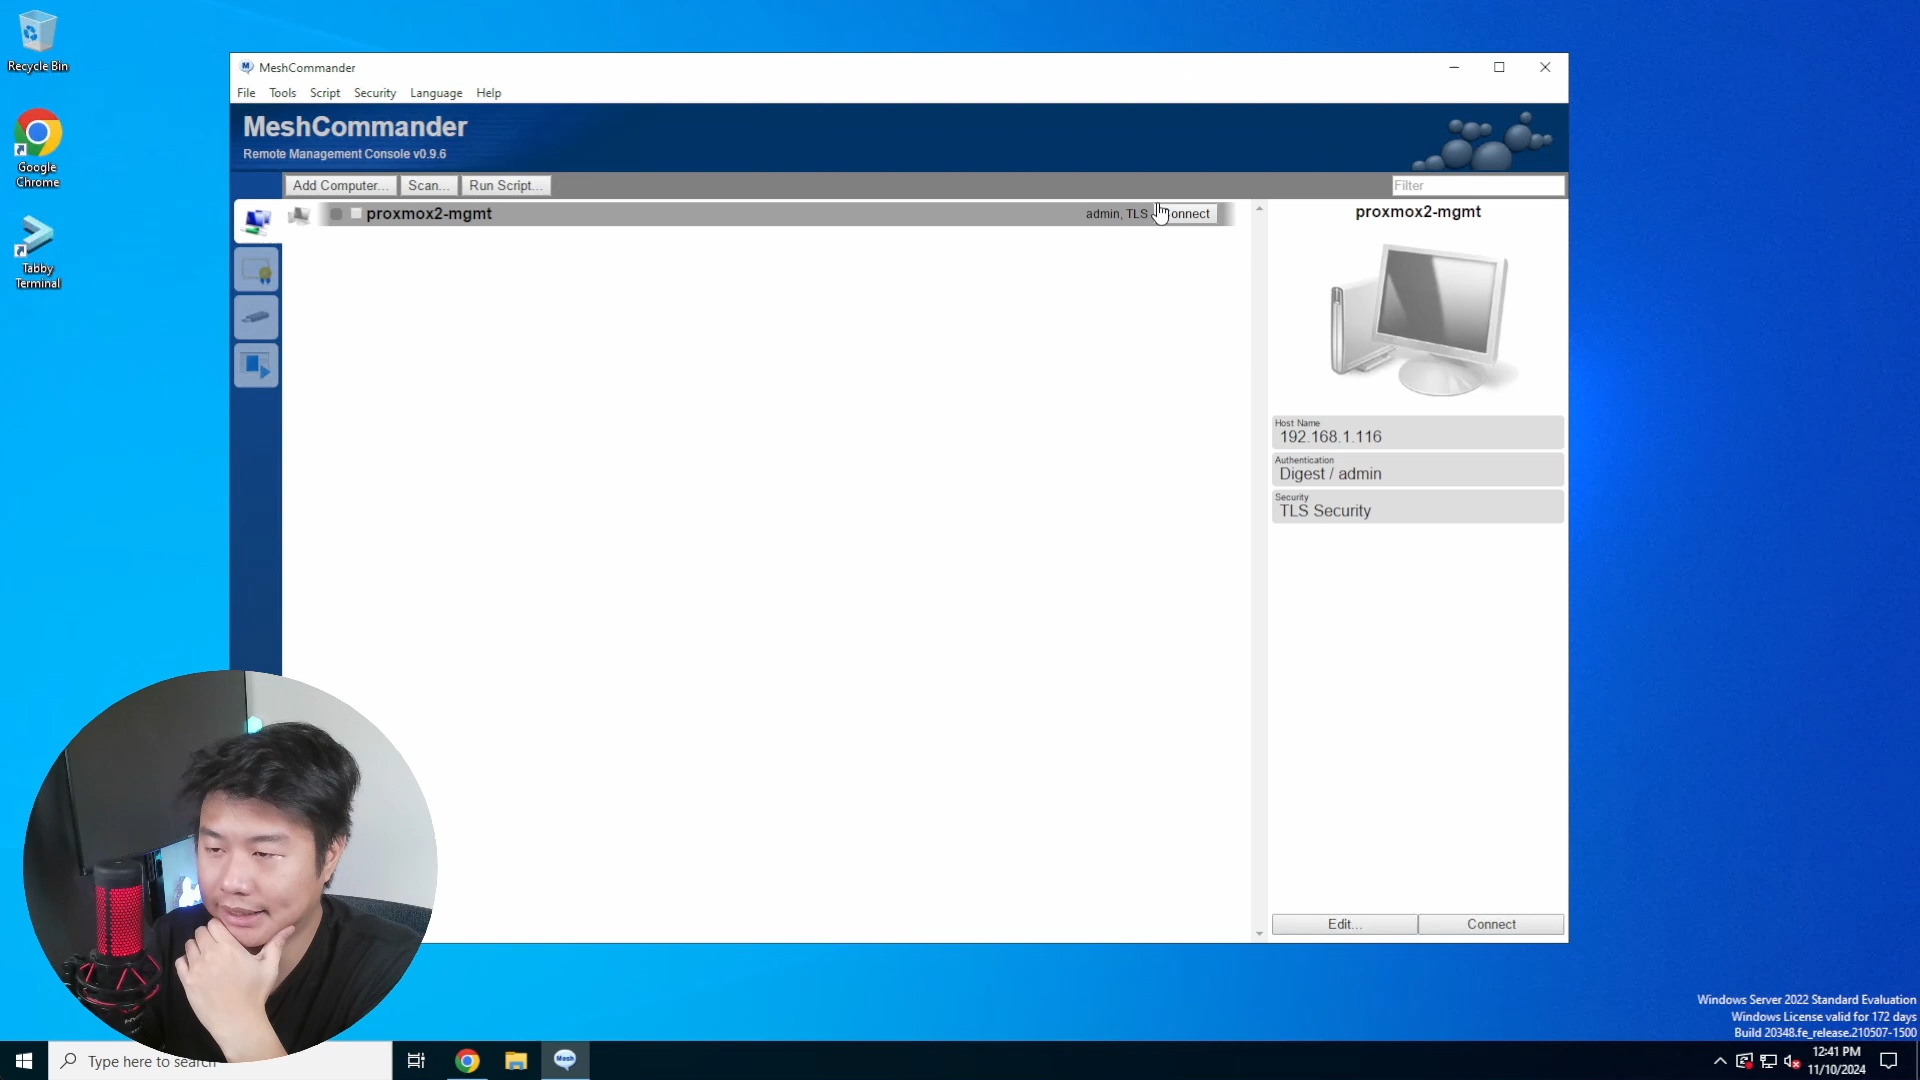 Recycle Bin
Google
Chrome
Tabby
Terminal
MeshCommander
File Tools Script Security Language Help
MeshCommander
Remote Management Console v0.9.6
Add Computer... Scan... Run Script... Filter
proxmox2-mgmt admin, TLS onnect
proxmox2-mgmt
Host Name
192.168.1.116
Authentication
Digest / admin
Security
TLS Security
Edit... Connect
Windows Server 2022 Standard Evaluation
Windows License valid for 172 days
Build 20348.fe_release.210507-1500
Type here to search
Mesh
12:41 PM
11/10/2024